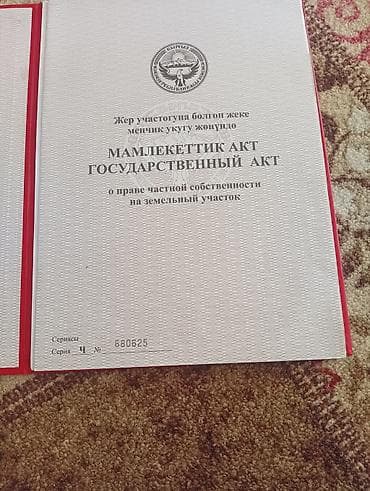 Жер участогуна болгон жеке
менчик укугу жөнүндө
МАМЛЕКЕТТИК АКТ
ГОСУДАРСТВЕННЫЙ АКТ
о праве частной собственности
на земельный участок
Сериясы
Серия Ч № 680625